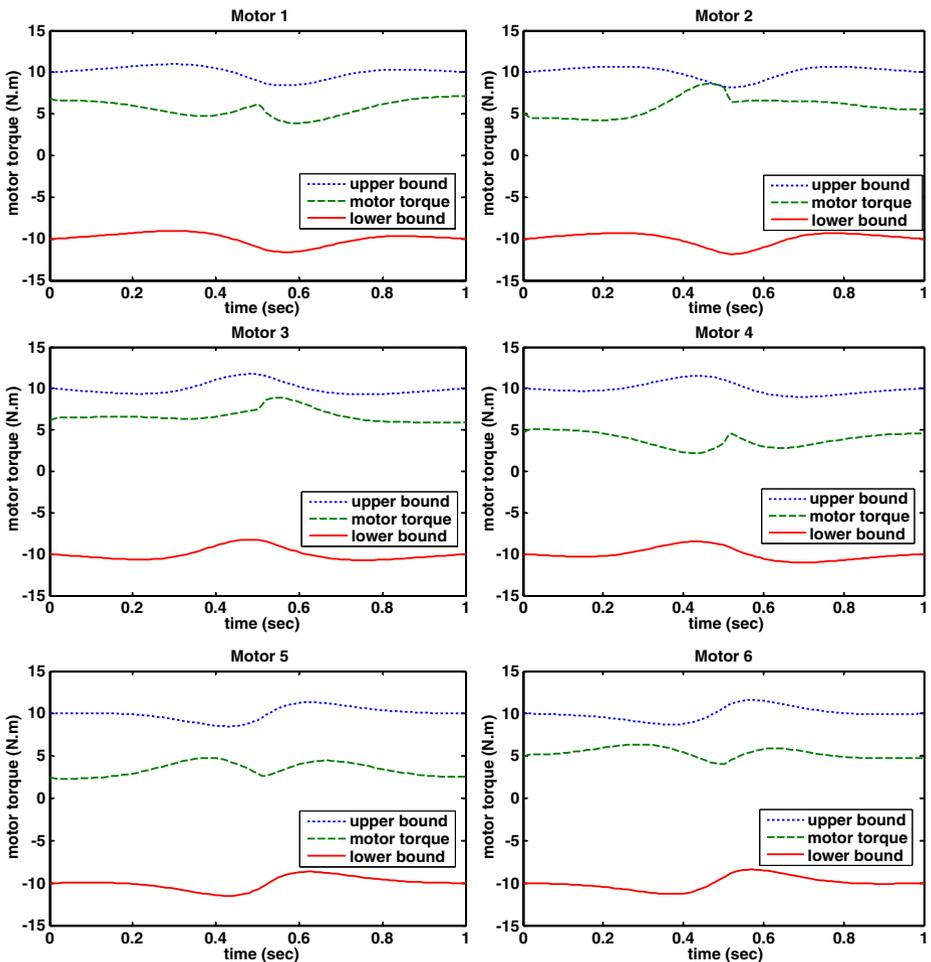 Motor 1
15
10
5
0
-5
-10
-15
motor torque (N.m)
upper bound
motor torque
lower bound
0 0.2 0.4 0.6 0.8 1
time (sec)
Motor 2
15
10
5
0
-5
-10
-15
motor torque (N.m)
upper bound
motor torque
lower bound
0 0.2 0.4 0.6 0.8 1
time (sec)
Motor 3
15
10
5
0
-5
-10
-15
motor torque (N.m)
upper bound
motor torque
lower bound
0 0.2 0.4 0.6 0.8 1
time (sec)
Motor 4
15
10
5
0
-5
-10
-15
motor torque (N.m)
upper bound
motor torque
lower bound
0 0.2 0.4 0.6 0.8 1
time (sec)
Motor 5
15
10
5
0
-5
-10
-15
motor torque (N.m)
upper bound
motor torque
lower bound
0 0.2 0.4 0.6 0.8 1
time (sec)
Motor 6
15
10
5
0
-5
-10
-15
motor torque (N.m)
upper bound
motor torque
lower bound
0 0.2 0.4 0.6 0.8 1
time (sec)